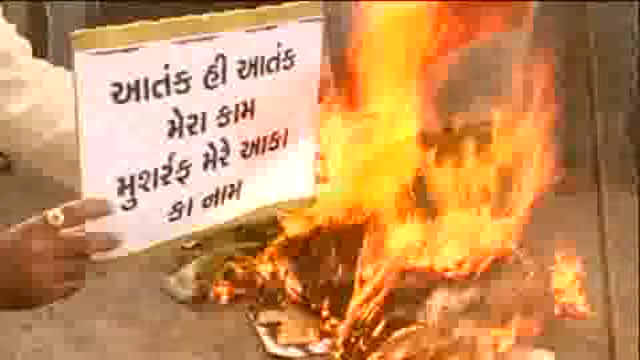 આતંક હી આતંક
મેરા કામ
મુશર્રફ મેરે આકા
કા નામ